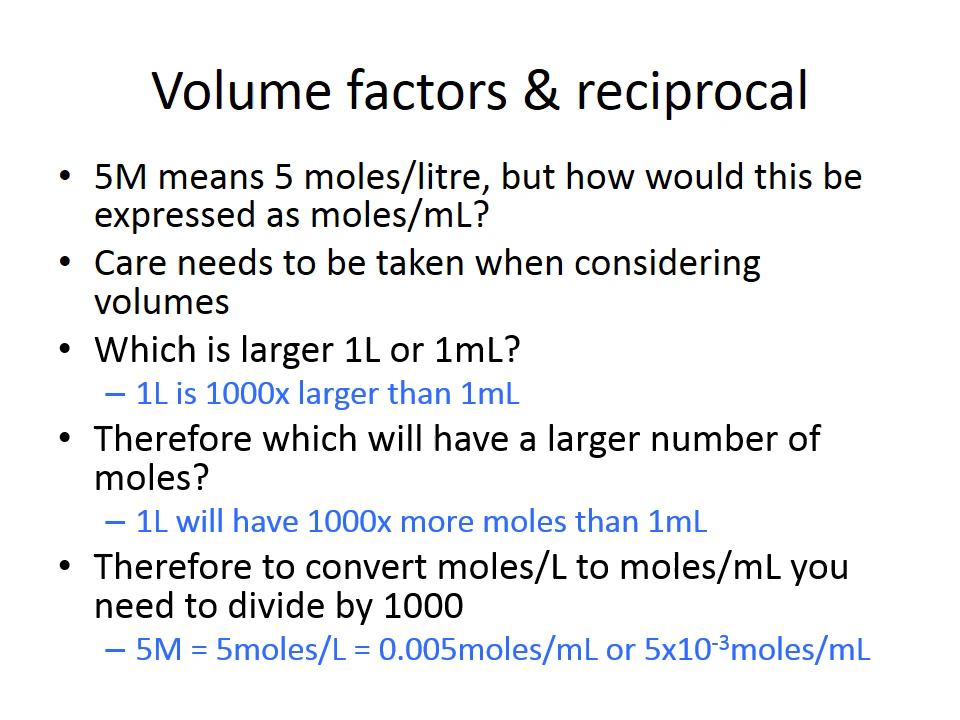 Volume factors & reciprocal
• 5M means 5 moles/litre, but how would this be
expressed as moles/mL?
• Care needs to be taken when considering
volumes
• Which is larger 1L or 1mL?
– 1L is 1000x larger than 1mL
• Therefore which will have a larger number of
moles?
– 1L will have 1000x more moles than 1mL
• Therefore to convert moles/L to moles/mL you
need to divide by 1000
– 5M = 5moles/L = 0.005moles/mL or 5x10⁻³moles/mL